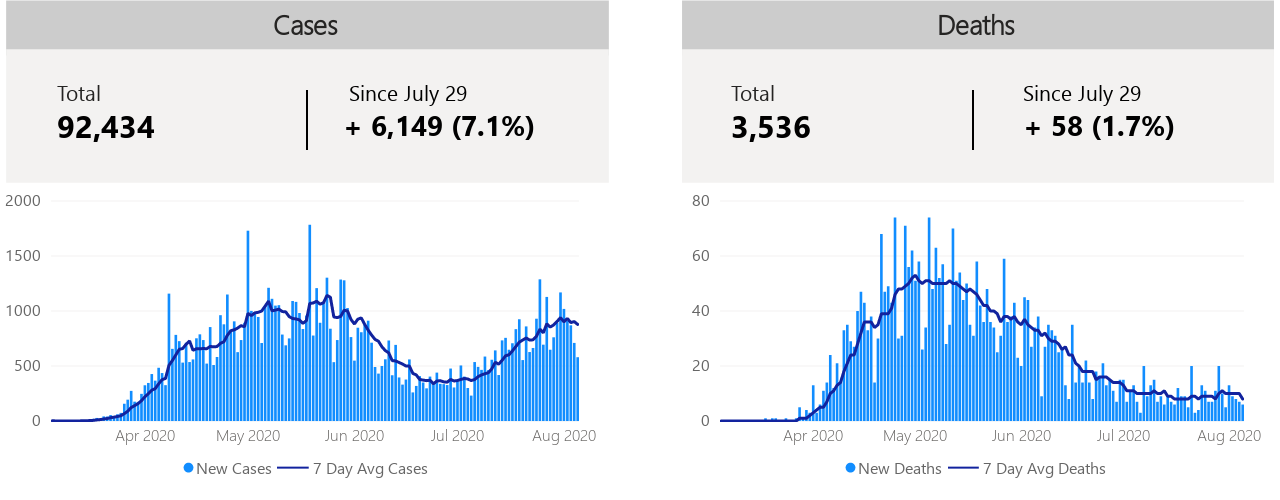 Cases
Total
92,434
Since July 29
+ 6,149 (7.1%)
2000
1500
1000
500
0
Apr 2020 May 2020 Jun 2020 Jul 2020 Aug 2020
New Cases 7 Day Avg Cases
Deaths
Total
3,536
Since July 29
+ 58 (1.7%)
80
60
40
20
0
Apr 2020 May 2020 Jun 2020 Jul 2020 Aug 2020
New Deaths 7 Day Avg Deaths